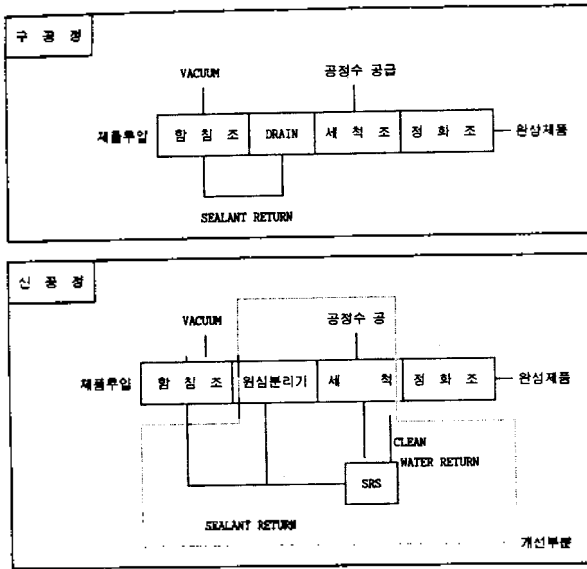 구 공 정
VACUUM
공정수 공급
제품투입
함 침 조
DRAIN
세 척 조
정 화 조
완성제품
SEALANT RETURN
신 공 정
VACUUM
공정수 공
제품투입
함 침 조
원심분리기
세 척
정 화 조
완성제품
CLEAN
WATER RETURN
SRS
SEALANT RETURN
개선부분